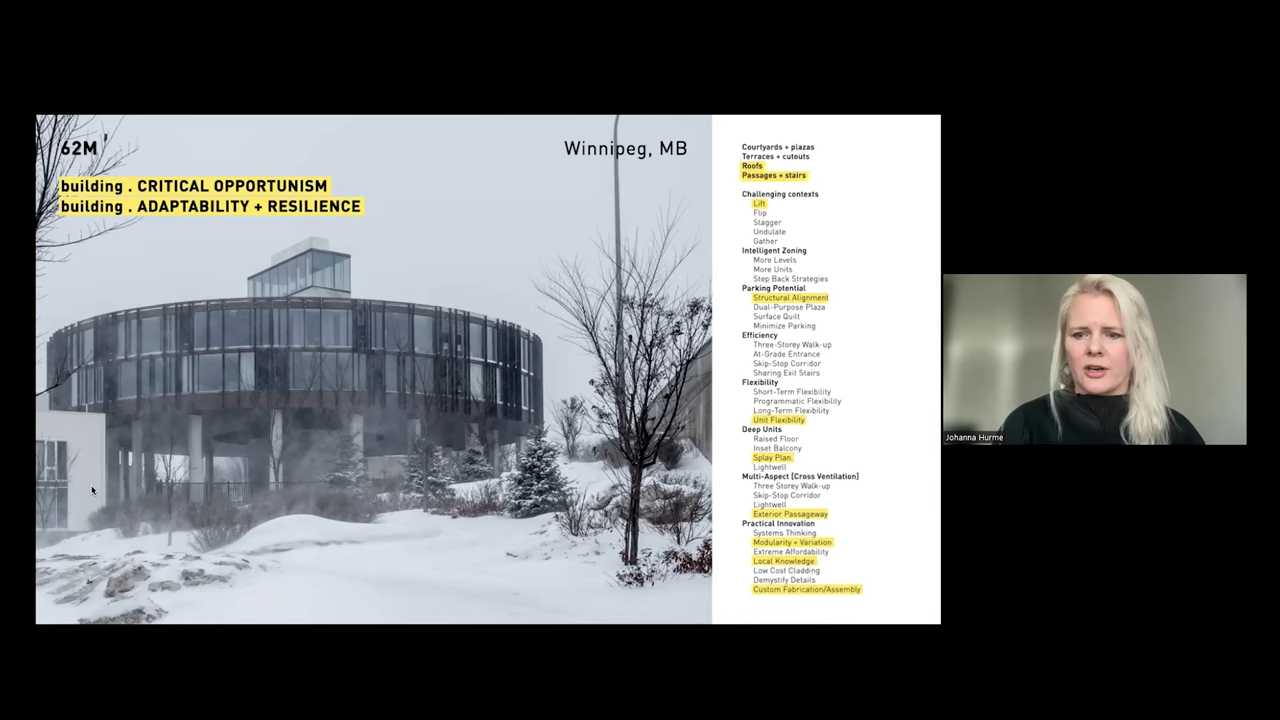 62M
Winnipeg, MB
building . CRITICAL OPPORTUNISM
building . ADAPTABILITY + RESILIENCE
Courtyards + plazas
Terraces + cutouts
Roofs
Passages + stairs
Challenging contexts
Lift
Flip
Stagger
Undulate
Gather
Intelligent Zoning
More Levels
More Units
Step Back Strategies
Parking Potential
Structural Alignment
Dual-Purpose Plaza
Surface Quilt
Minimize Parking
Efficiency
Three-Storey Walk-up
At-Grade Entrance
Skip-Stop Corridor
Sharing Exit Stairs
Flexibility
Short-Term Flexibility
Programmatic Flexibility
Long-Term Flexibility
Unit Flexibility
Deep Units
Raised Floor
Inset Balcony
Splay Plan
Lightwell
Multi-Aspect [Cross Ventilation]
Three Storey Walk-up
Skip-Stop Corridor
Lightwell
Exterior Passageway
Practical Innovation
Systems Thinking
Modularity + Variation
Extreme Affordability
Local Knowledge
Low Cost Cladding
Demystify Details
Custom Fabrication/Assembly
Johanna Hurme